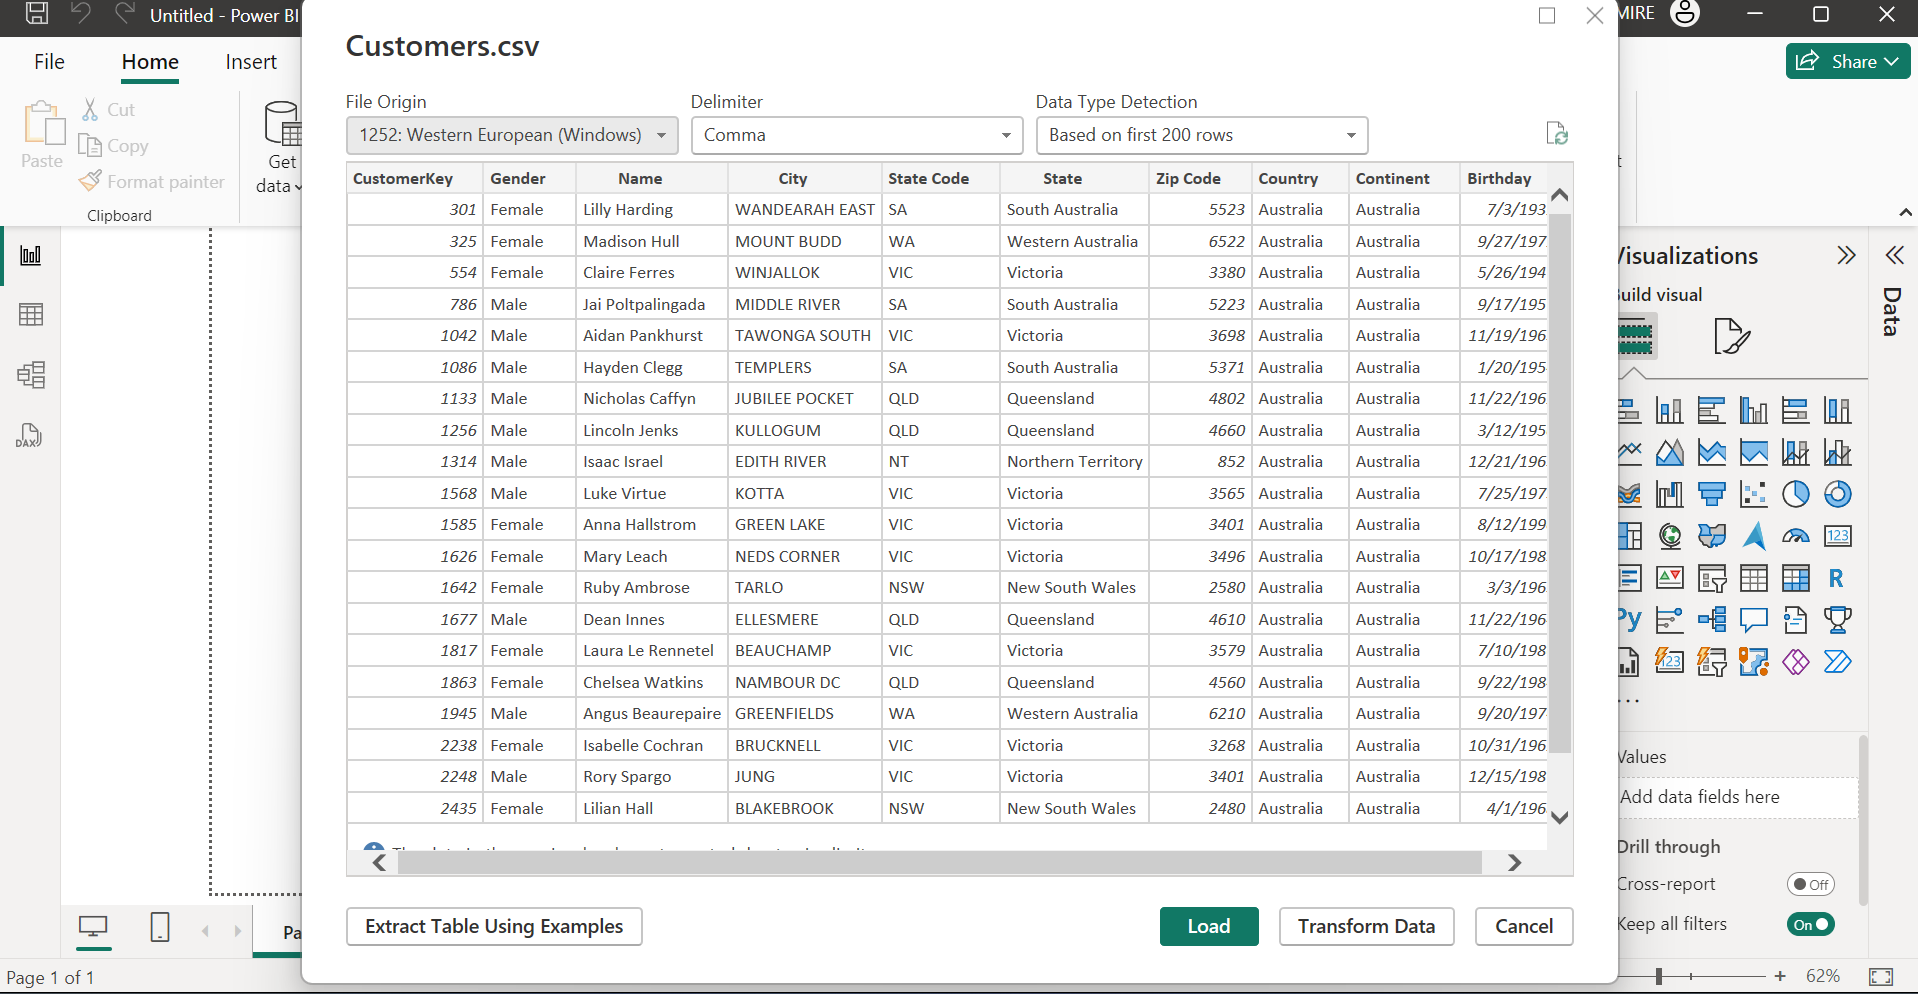 Untitled - Power BI
MIRE
File
Home
Insert
Share
Paste
Cut
Copy
Format painter
Clipboard
Get
data
Customers.csv
File Origin
Delimiter
Data Type Detection
1252: Western European (Windows)
Comma
Based on first 200 rows
CustomerKey Gender Name City State Code State Zip Code Country Continent Birthday
301 Female Lilly Harding WANDEARAH EAST SA South Australia 5523 Australia Australia 7/3/193
325 Female Madison Hull MOUNT BUDD WA Western Australia 6522 Australia Australia 9/27/197
554 Female Claire Ferres WINJALLOK VIC Victoria 3380 Australia Australia 5/26/194
786 Male Jai Poltpalingada MIDDLE RIVER SA South Australia 5223 Australia Australia 9/17/195
1042 Male Aidan Pankhurst TAWONGA SOUTH VIC Victoria 3698 Australia Australia 11/19/196
1086 Male Hayden Clegg TEMPLERS SA South Australia 5371 Australia Australia 1/20/195
1133 Male Nicholas Caffyn JUBILEE POCKET QLD Queensland 4802 Australia Australia 11/22/196
1256 Male Lincoln Jenks KULLOGUM QLD Queensland 4660 Australia Australia 3/12/195
1314 Male Isaac Israel EDITH RIVER NT Northern Territory 852 Australia Australia 12/21/196
1568 Male Luke Virtue KOTTA VIC Victoria 3565 Australia Australia 7/25/197
1585 Female Anna Hallstrom GREEN LAKE VIC Victoria 3401 Australia Australia 8/12/199
1626 Female Mary Leach NEDS CORNER VIC Victoria 3496 Australia Australia 10/17/198
1642 Female Ruby Ambrose TARLO NSW New South Wales 2580 Australia Australia 3/3/196
1677 Male Dean Innes ELLESMERE QLD Queensland 4610 Australia Australia 11/22/196
1817 Female Laura Le Rennetel BEAUCHAMP VIC Victoria 3579 Australia Australia 7/10/198
1863 Female Chelsea Watkins NAMBOUR DC QLD Queensland 4560 Australia Australia 9/22/198
1945 Male Angus Beaurepaire GREENFIELDS WA Western Australia 6210 Australia Australia 9/20/197
2238 Female Isabelle Cochran BRUCKNELL VIC Victoria 3268 Australia Australia 10/31/196
2248 Male Rory Spargo JUNG VIC Victoria 3401 Australia Australia 12/15/198
2435 Female Lilian Hall BLAKEBROOK NSW New South Wales 2480 Australia Australia 4/1/196
Extract Table Using Examples
Load
Transform Data
Cancel
Visualizations
Build visual
Data
DAX
123
R
Py
123
Values
Add data fields here
Drill through
Cross-report
Off
Keep all filters
On
Pa
Page 1 of 1
62%